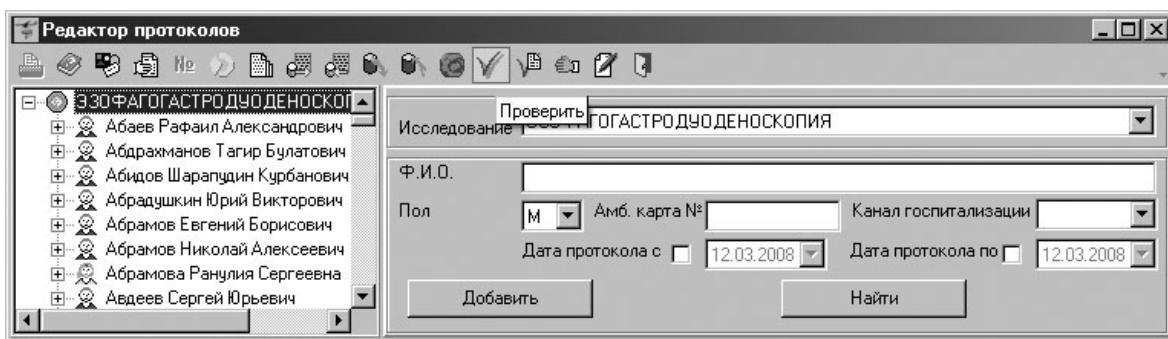 Редактор протоколов
№
ЭЗОФАГОГАСТРОДУОДЕНОСКОП
Абаев Рафаил Александрович
Абдрахманов Тагир Булатович
Абидов Шарапудин Курбанович
Абрадушкин Юрий Викторович
Абрамов Евгений Борисович
Абрамов Николай Алексеевич
Абрамова Ранулия Сергеевна
Авдеев Сергей Юрьевич
Проверить
Исследование ЭЗОФАГОГАСТРОДУОДЕНОСКОПИЯ
Ф.И.О.
Пол М Амб. карта № Канал госпитализации
Дата протокола с 12.03.2008 Дата протокола по 12.03.2008
Добавить Найти